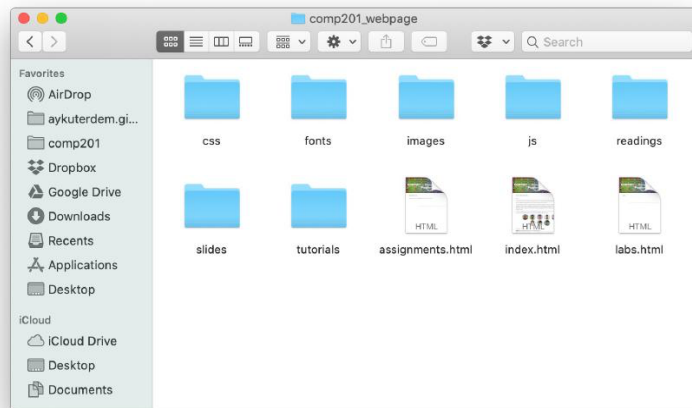 comp201_webpage
Search
Favorites
AirDrop
aykuterdem.gi...
comp201
Dropbox
Google Drive
Downloads
Recents
Applications
Desktop
iCloud
iCloud Drive
Desktop
Documents
css
fonts
images
js
readings
HTML
HTML
HTML
slides
tutorials
assignments.html
index.html
labs.html